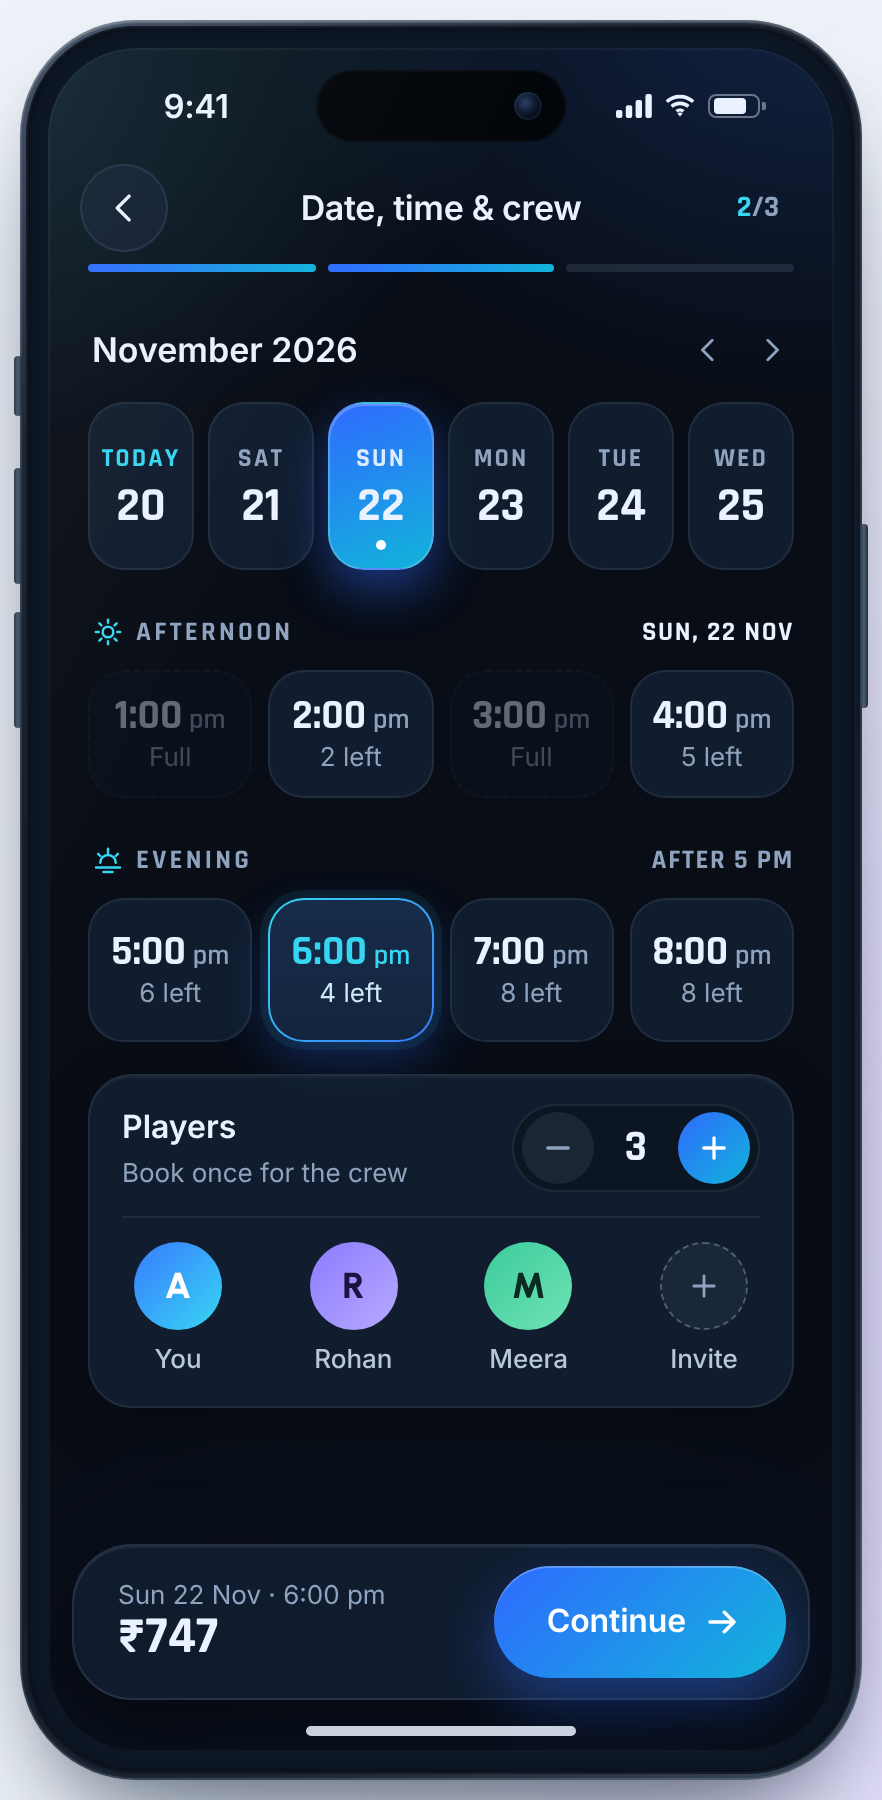 9:41
Date, time & crew
2/3
November 2026
TODAY SAT SUN MON TUE WED
20 21 22 23 24 25
AFTERNOON SUN, 22 NOV
1:00 pm 2:00 pm 3:00 pm 4:00 pm
Full 2 left Full 5 left
EVENING AFTER 5 PM
5:00 pm 6:00 pm 7:00 pm 8:00 pm
6 left 4 left 8 left 8 left
Players
Book once for the crew
3
A R M
You Rohan Meera Invite
Sun 22 Nov · 6:00 pm
₹747
Continue